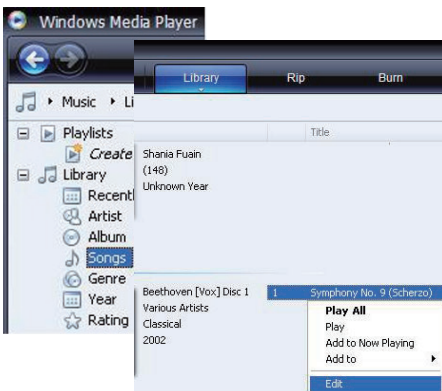 Windows Media Player
Music Li
Playlists
Create
Library
Recentl
Artist
Album
Songs
Genre
Year
Rating
Library Rip Burn
Title
Shania Fuain
(148)
Unknown Year
Beethoven [Vox] Disc 1 1 Symphony No. 9 (Scherzo)
Various Artists
Classical
2002
Play All
Play
Add to Now Playing
Add to
Edit